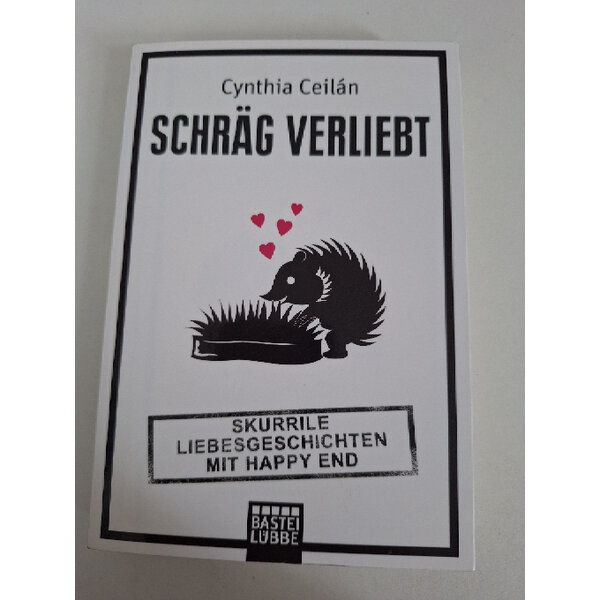 Cynthia Ceilán
SCHRÄG VERLIEBT
SKURRILE
LIEBESGESCHICHTEN
MIT HAPPY END
BASTEI
LÜBBE